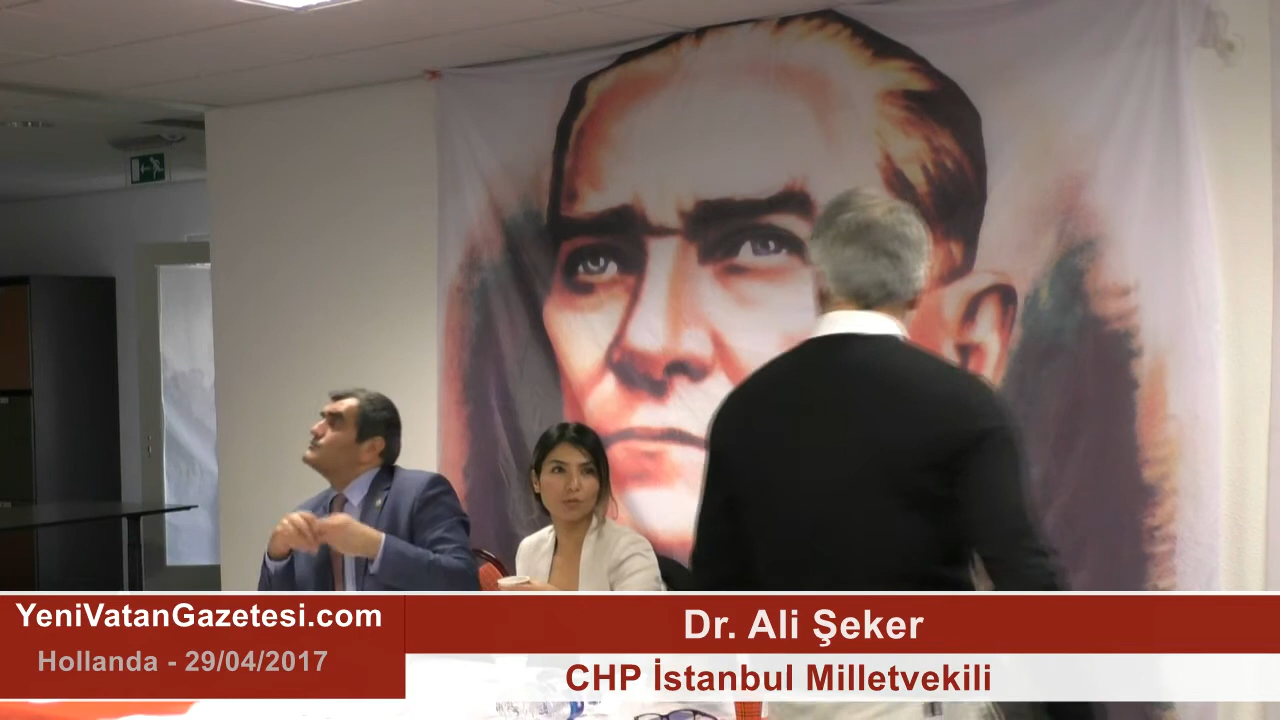 YeniVatanGazetesi.com
Hollanda - 29/04/2017
Dr. Ali Şeker
CHP İstanbul Milletvekili